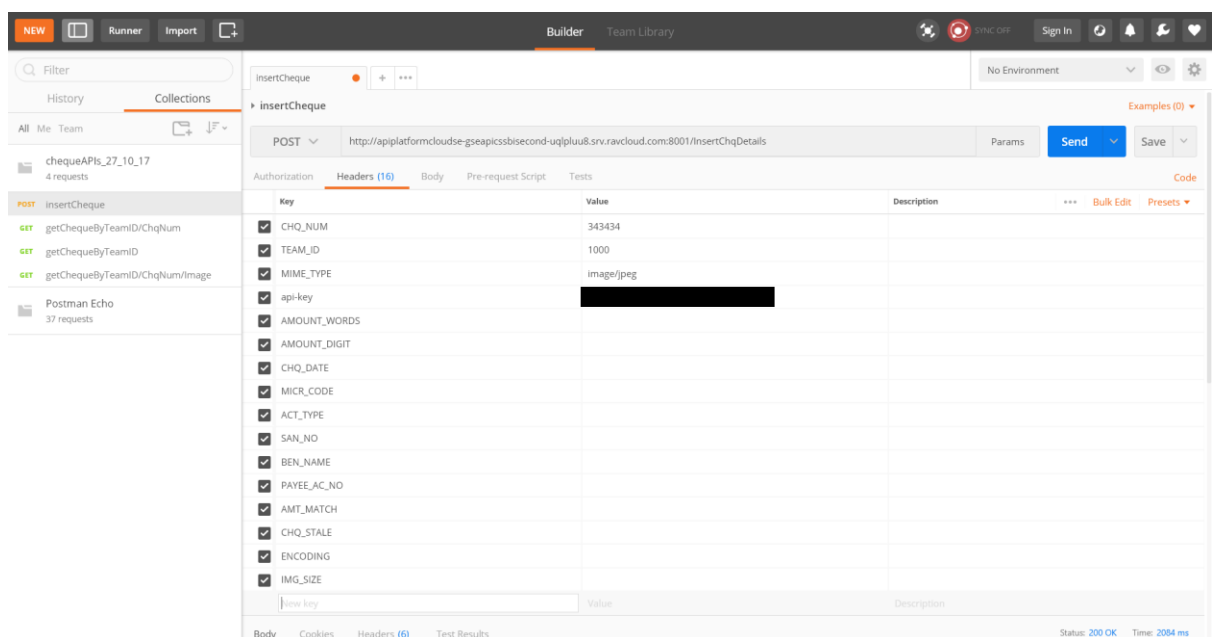 NEW Runner Import Builder Team Library SYNC OFF Sign In
Filter
History Collections
All Me Team
chequeAPIs_27_10_17
4 requests
POST insertCheque
GET getChequeByTeamID/ChqNum
GET getChequeByTeamID
GET getChequeByTeamID/ChqNum/Image
Postman Echo
37 requests
insertCheque + ••• No Environment
insertCheque Examples (0)
POST http://apiplatformcloudse-gseapicssbisecond-uqlpluu8.srv.ravcloud.com:8001/InsertChqDetails Params Send Save
Authorization Headers (16) Body Pre-request Script Tests Code
Key Value Description ••• Bulk Edit Presets
CHQ_NUM 343434
TEAM_ID 1000
MIME_TYPE image/jpeg
api-key
AMOUNT_WORDS
AMOUNT_DIGIT
CHQ_DATE
MICR_CODE
ACT_TYPE
SAN_NO
BEN_NAME
PAYEE_AC_NO
AMT_MATCH
CHQ_STALE
ENCODING
IMG_SIZE
New key Value Description
Body Cookies Headers (6) Test Results Status: 200 OK Time: 2084 ms